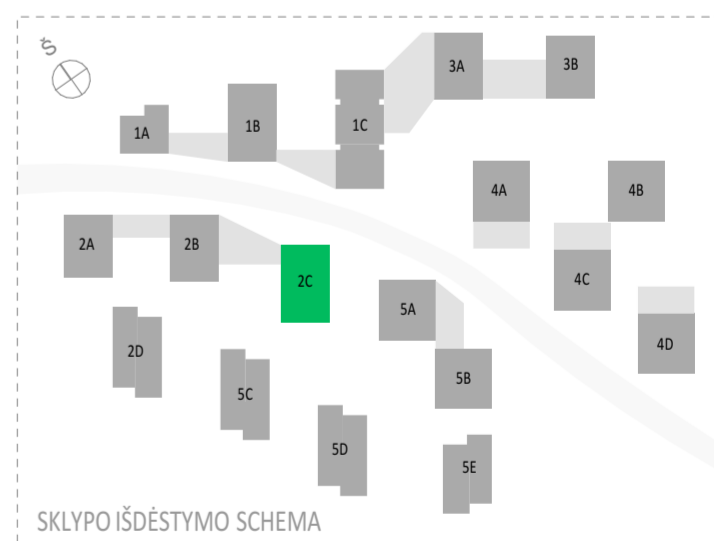 Š
3A
3B
1A
1B
1C
4A
4B
2A
2B
2C
4C
5A
4D
2D
5B
5C
5D
5E
SKLYPO IŠDĖSTYMO SCHEMA